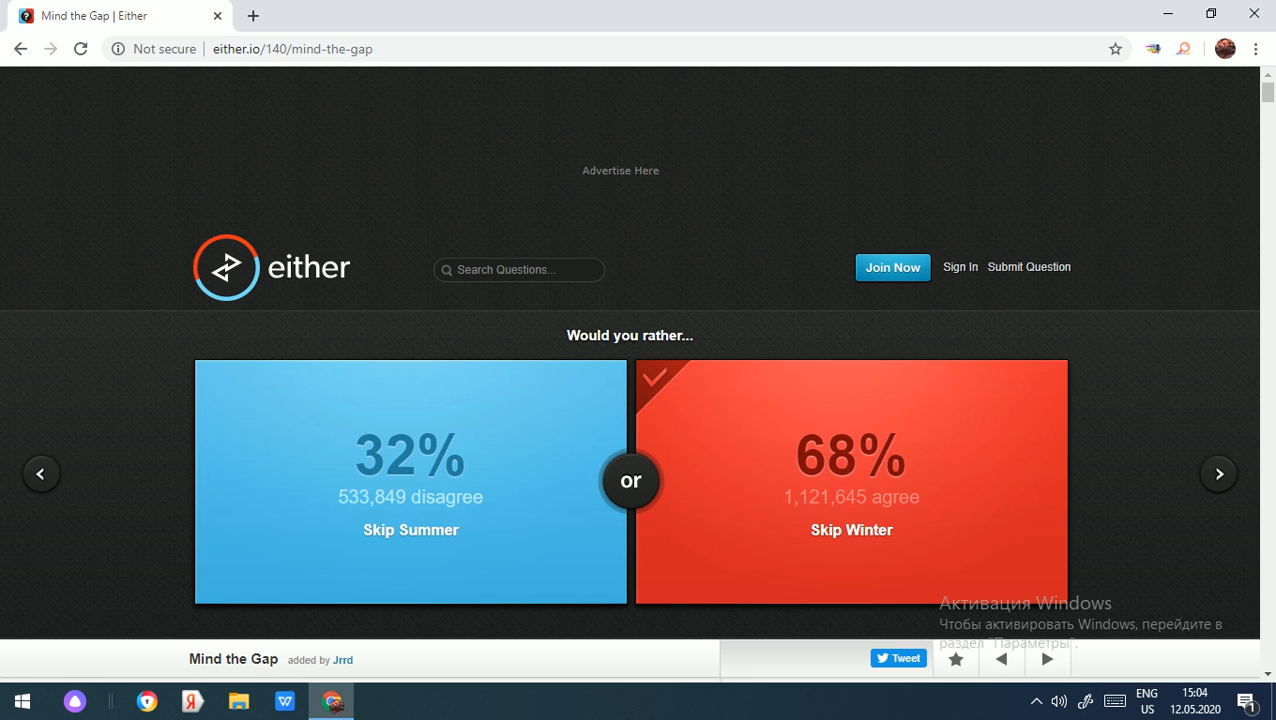 Mind the Gap | Either
Not secure
either.io/140/mind-the-gap
Advertise Here
either
Search Questions...
Join Now
Sign In
Submit Question
Would you rather...
32%
533,849 disagree
Skip Summer
or
68%
1,121,645 agree
Skip Winter
Активация Windows
Чтобы активировать Windows, перейдите в
раздел "Параметры".
Mind the Gap added by Jrrd
Tweet
ENG
US
15:04
12.05.2020
1